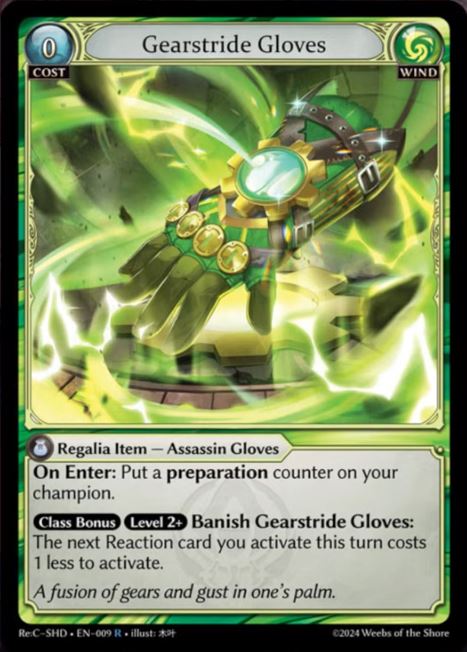 0
Gearstride Gloves
COST
WIND
Regalia Item — Assassin Gloves
On Enter: Put a preparation counter on your
champion.
Class Bonus Level 2+ Banish Gearstride Gloves:
The next Reaction card you activate this turn costs
1 less to activate.
A fusion of gears and gust in one's palm.
Re:C–SHD • EN-009 R • illust: 木叶
©2024 Weebs of the Shore